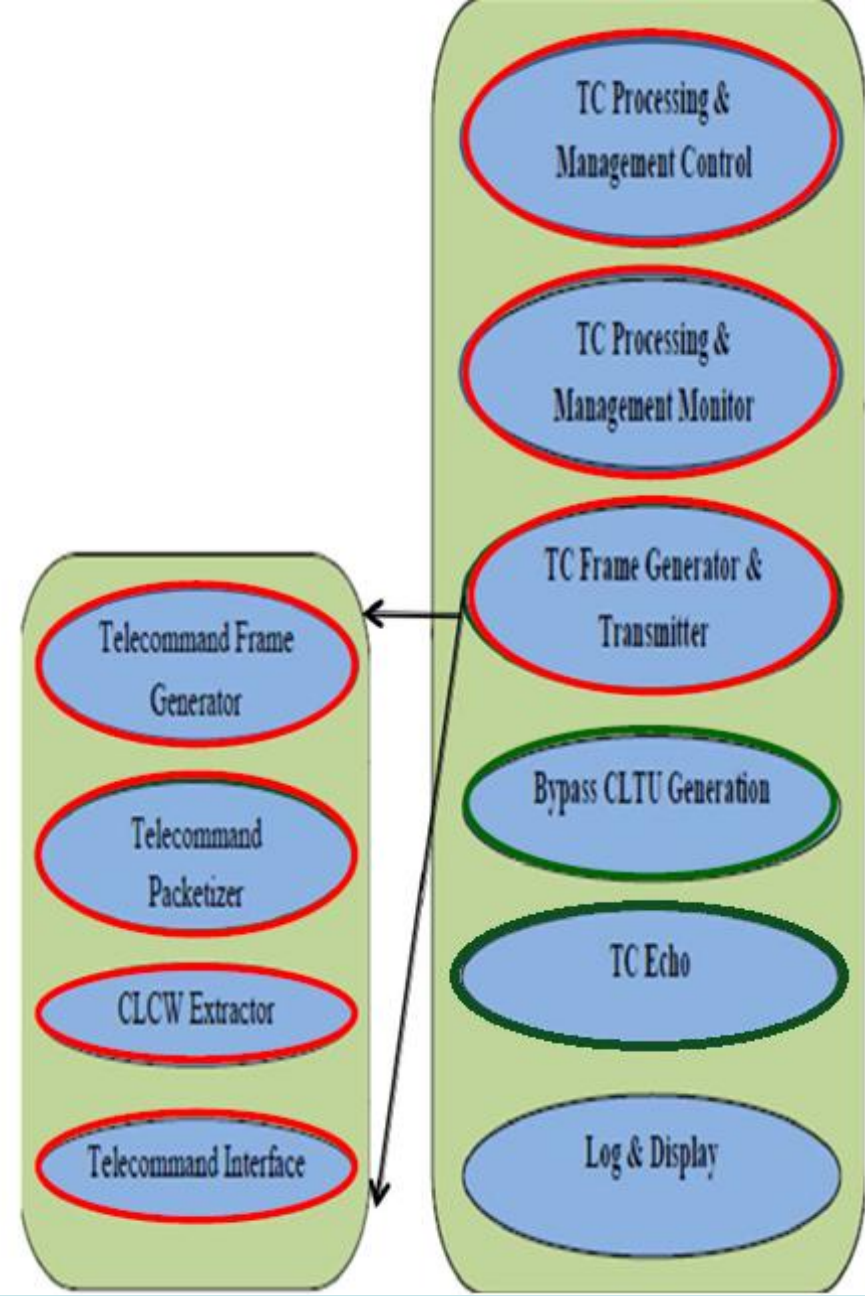 TC Processing &
Management Control
TC Processing &
Management Monitor
TC Frame Generator &
Transmitter
Bypass CLTU Generation
TC Echo
Log & Display
Telecommand Frame
Generator
Telecommand
Packetizer
CLCW Extractor
Telecommand Interface